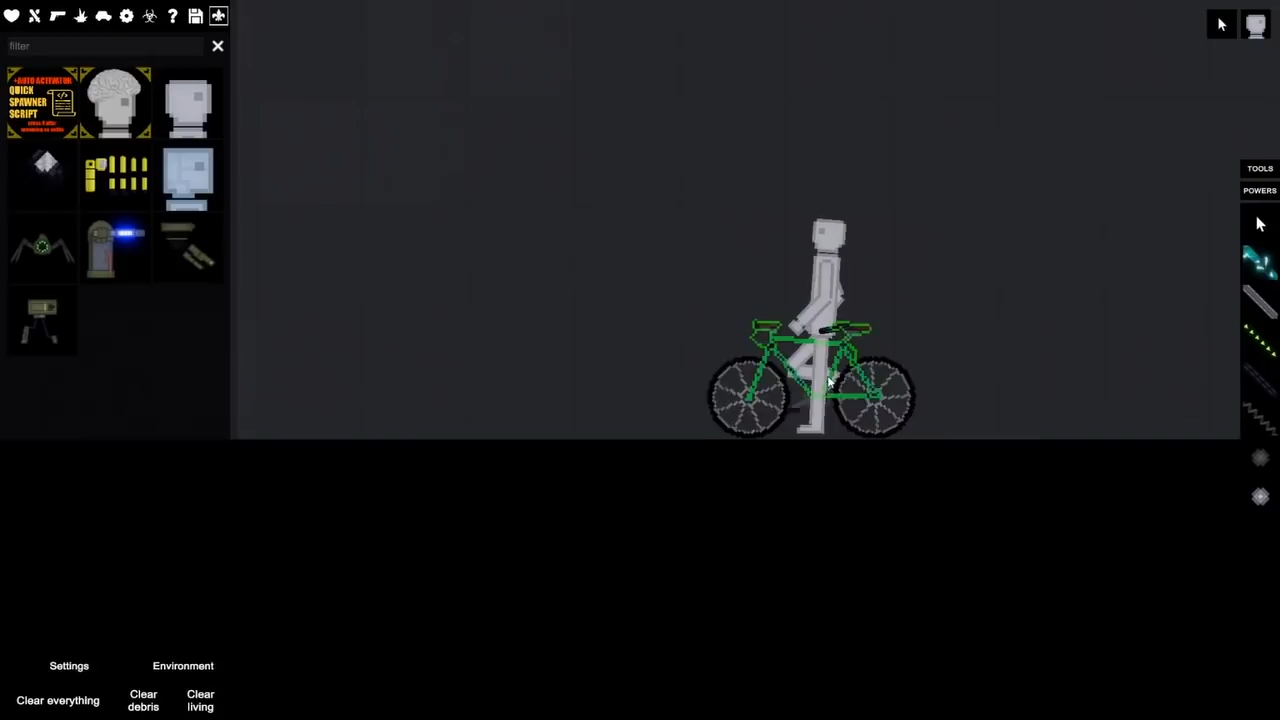 filter
+AUTO ACTIVATOR
QUICK
SPAWNER
SCRIPT
TOOLS
POWERS
Settings
Environment
Clear everything
Clear
debris
Clear
living